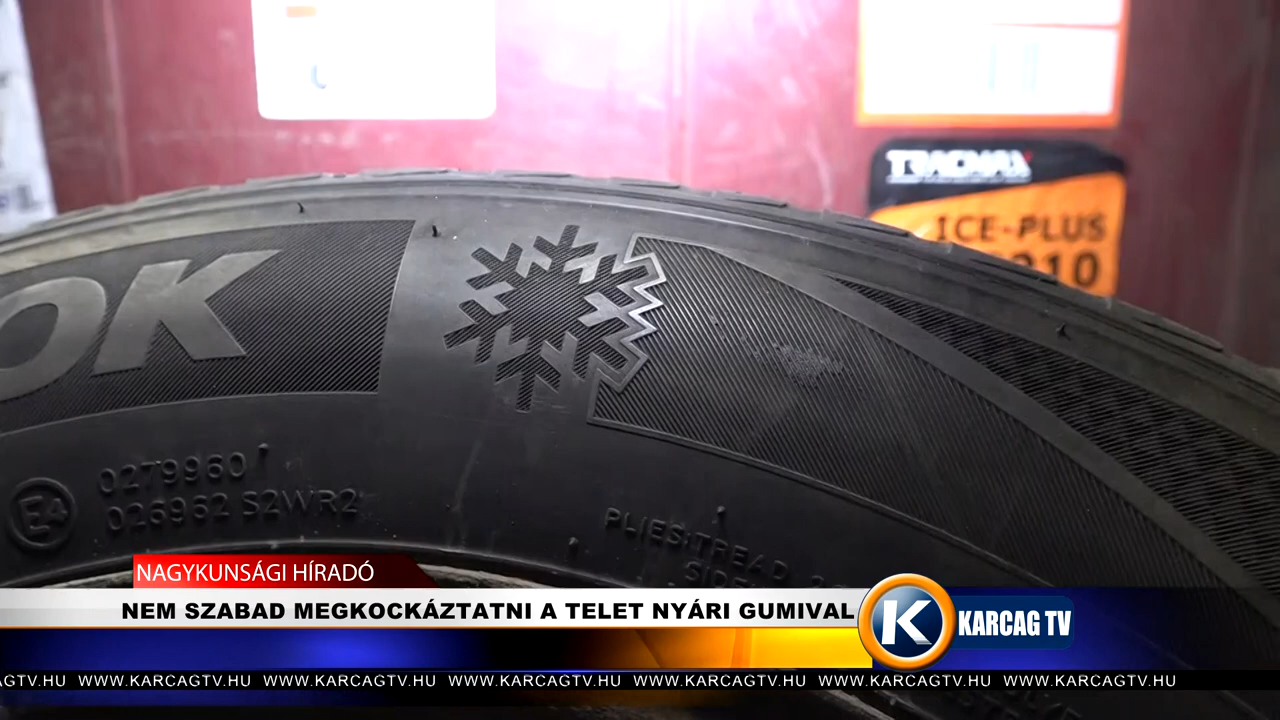 TRACMAX
ICE-PLUS
OK
0279960
E4
026962 S2WR2
PLIES:TREAD
NAGYKUNSÁGI HÍRADÓ
NEM SZABAD MEGKOCKÁZTATNI A TELET NYÁRI GUMIVAL
K KARCAG TV
WWW.KARCAGTV.HU WWW.KARCAGTV.HU WWW.KARCAGTV.HU WWW.KARCAGTV.HU WWW.KARCAGTV.HU WWW.KARCAGTV.HU